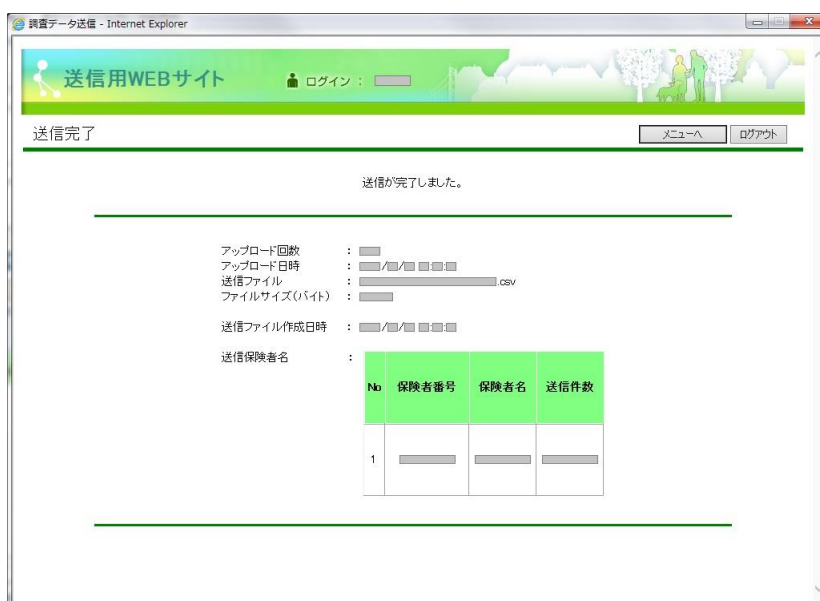 調査データ送信 - Internet Explorer
送信用WEBサイト
ログイン :
送信完了
メニューへ ログアウト
送信が完了しました。
アップロード回数 :
アップロード日時 : / / : :
送信ファイル : .csv
ファイルサイズ(バイト) :
送信ファイル作成日時 : / / : :
送信保険者名 :
No 保険者番号 保険者名 送信件数
1